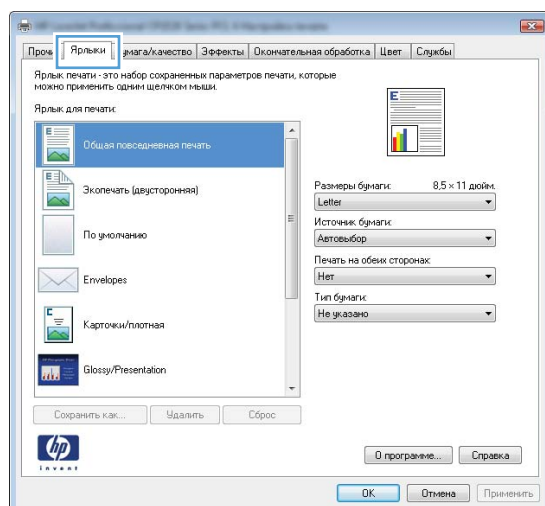 Ярлыки
Эффекты
Окончательная обработка
Цвет
Службы
Ярлык печати - это набор сохраненных параметров печати, которые
можно применить одним щелчком мыши.
Ярлык для печати:
Общая повседневная печать
Экопечать (двусторонняя)
По умолчанию
Envelopes
Карточки/плотная
Glossy/Presentation
Размеры бумаги: 8,5 × 11 дюйм.
Letter
Источник бумаги:
Автовыбор
Печать на обеих сторонах:
Нет
Тип бумаги:
Не указано
Сохранить как...
Удалить
Сброс
hp
invent
О программе...
Справка
OK
Отмена
Применить